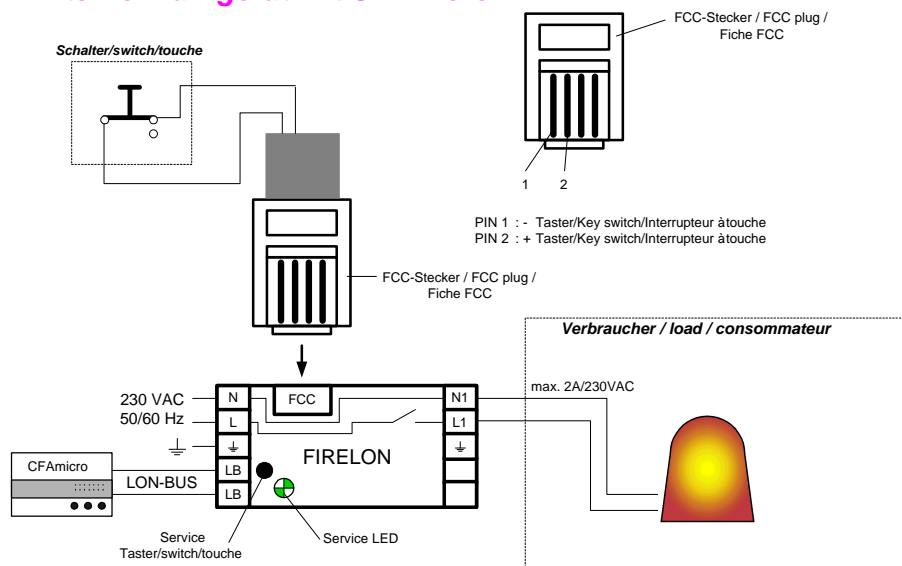 Schalter/switch/touche
FCC-Stecker / FCC plug /
Fiche FCC
1 2
PIN 1 : - Taster/Key switch/Interrupteur àtouche
PIN 2 : + Taster/Key switch/Interrupteur àtouche
FCC-Stecker / FCC plug /
Fiche FCC
Verbraucher / load / consommateur
max. 2A/230VAC
230 VAC
50/60 Hz
N
FCC
N1
L
L1
FIRELON
CFAmicro
LON-BUS
LB
LB
Service
Taster/switch/touche
Service LED